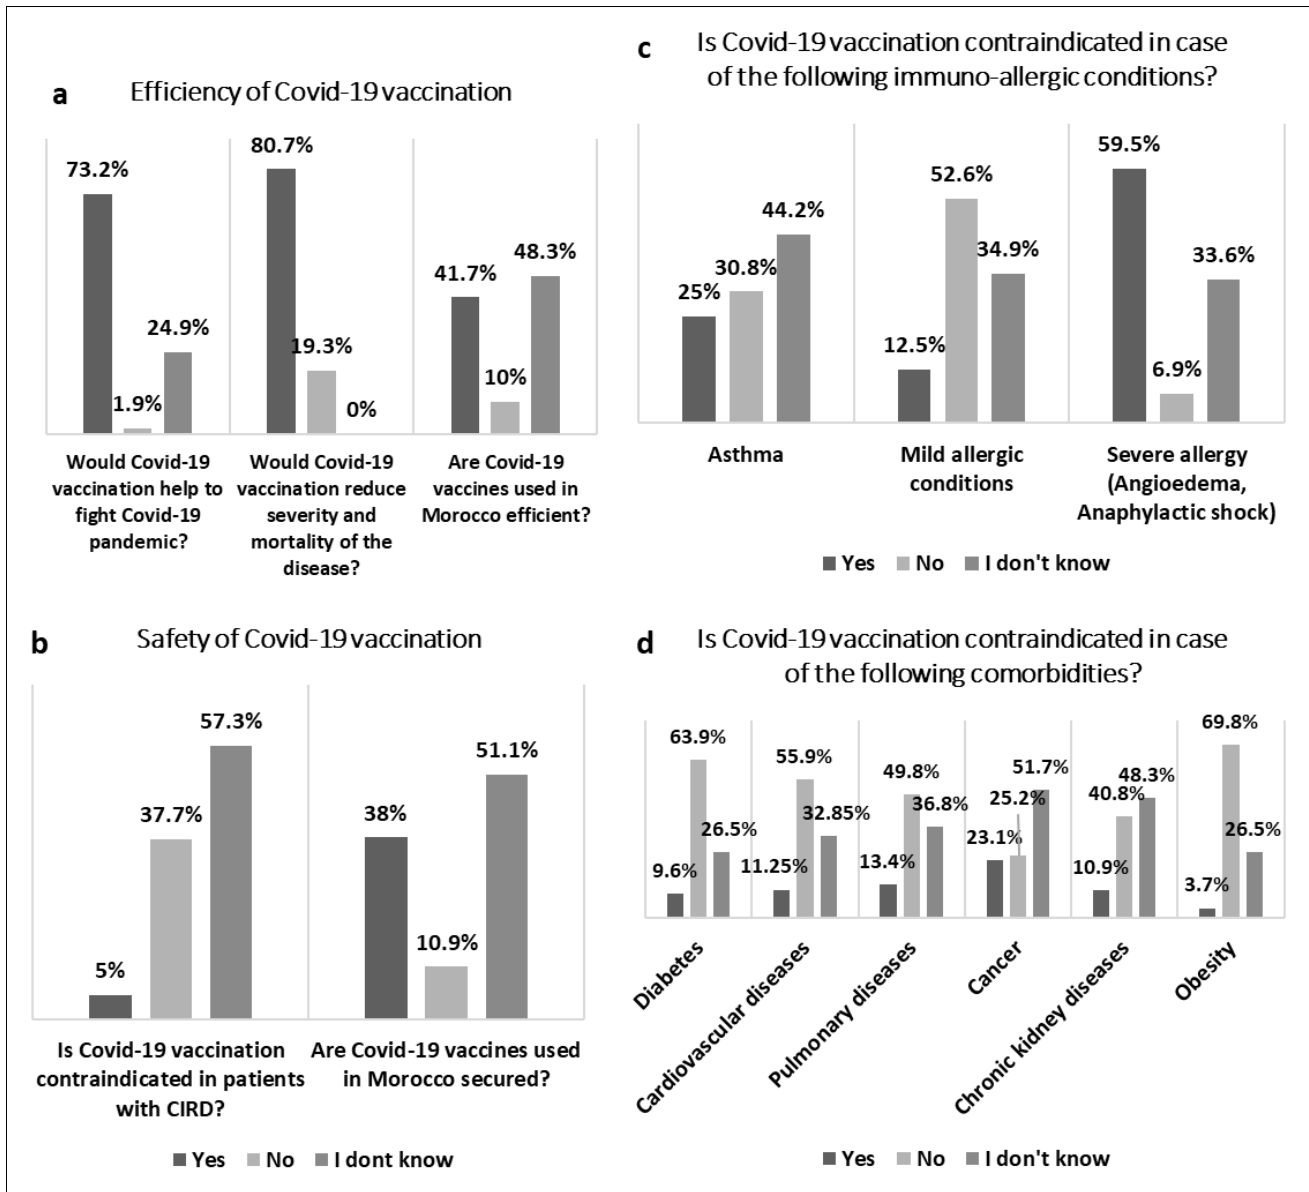 a
Efficiency of Covid-19 vaccination
73.2%
1.9%
24.9%
80.7%
19.3%
0%
41.7%
10%
48.3%
Would Covid-19
vaccination help to
fight Covid-19
pandemic?
Would Covid-19
vaccination reduce
severity and
mortality of the
disease?
Are Covid-19
vaccines used in
Morocco efficient?
b
Safety of Covid-19 vaccination
5%
37.7%
57.3%
38%
10.9%
51.1%
Is Covid-19 vaccination
contraindicated in patients
with CIRD?
Are Covid-19 vaccines used
in Morocco secured?
Yes No I dont know
c
Is Covid-19 vaccination contraindicated in case
of the following immuno-allergic conditions?
25%
30.8%
44.2%
12.5%
52.6%
34.9%
59.5%
6.9%
33.6%
Asthma
Mild allergic
conditions
Severe allergy
(Angioedema,
Anaphylactic shock)
Yes No I don't know
d
Is Covid-19 vaccination contraindicated in case
of the following comorbidities?
9.6%
63.9%
26.5%
11.25%
55.9%
32.85%
13.4%
49.8%
36.8%
23.1%
25.2%
51.7%
10.9%
40.8%
48.3%
3.7%
69.8%
26.5%
Diabetes
Cardiovascular diseases
Pulmonary diseases
Cancer
Chronic kidney diseases
Obesity
Yes No I don't know